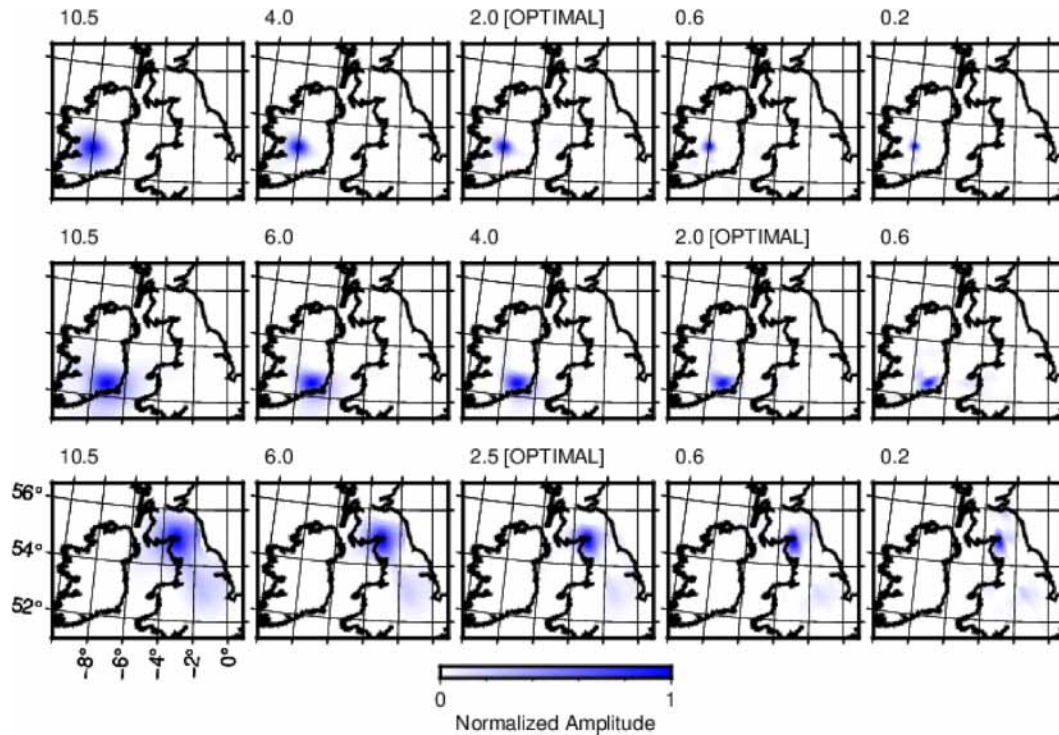 10.5 4.0 2.0 [OPTIMAL] 0.6 0.2
10.5 6.0 4.0 2.0 [OPTIMAL] 0.6
10.5 6.0 2.5 [OPTIMAL] 0.6 0.2
56°
54°
52°
-8° -6° -4° -2° 0°
0 1
Normalized Amplitude